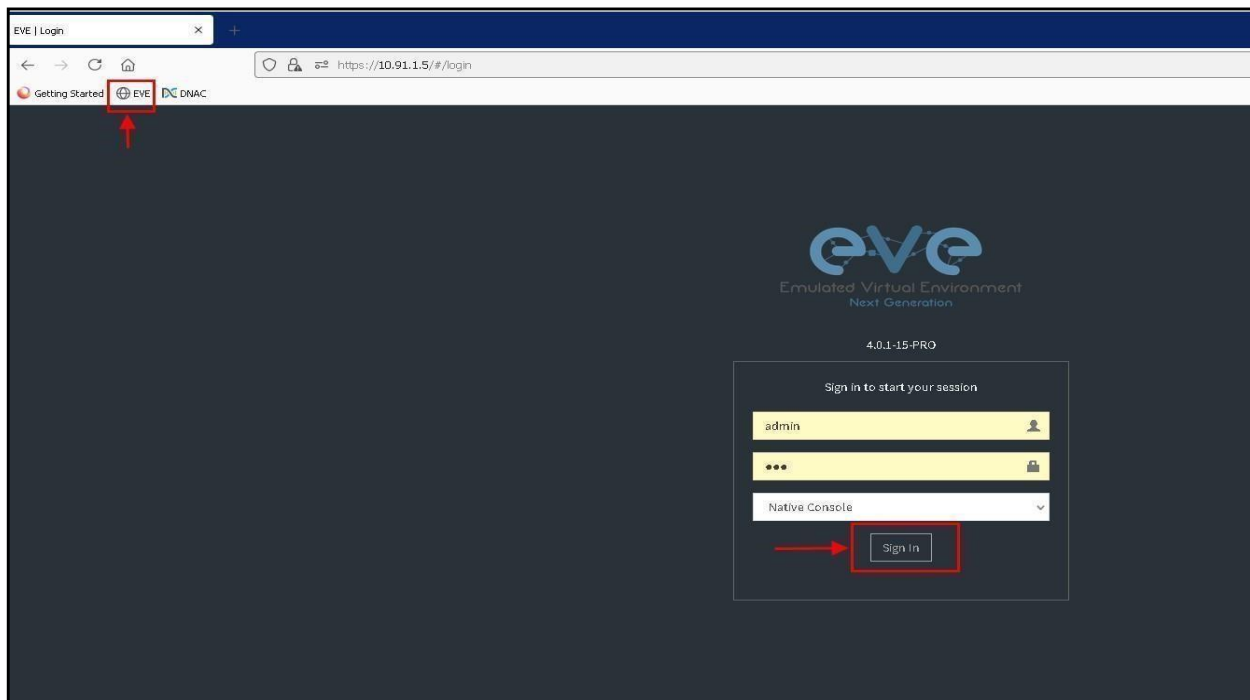 EVE | Login
https://10.91.1.5/#/login
Getting Started EVE DNAC
eve
Emulated Virtual Environment
Next Generation
4.0.1-15-PRO
Sign in to start your session
admin
•••
Native Console
Sign In